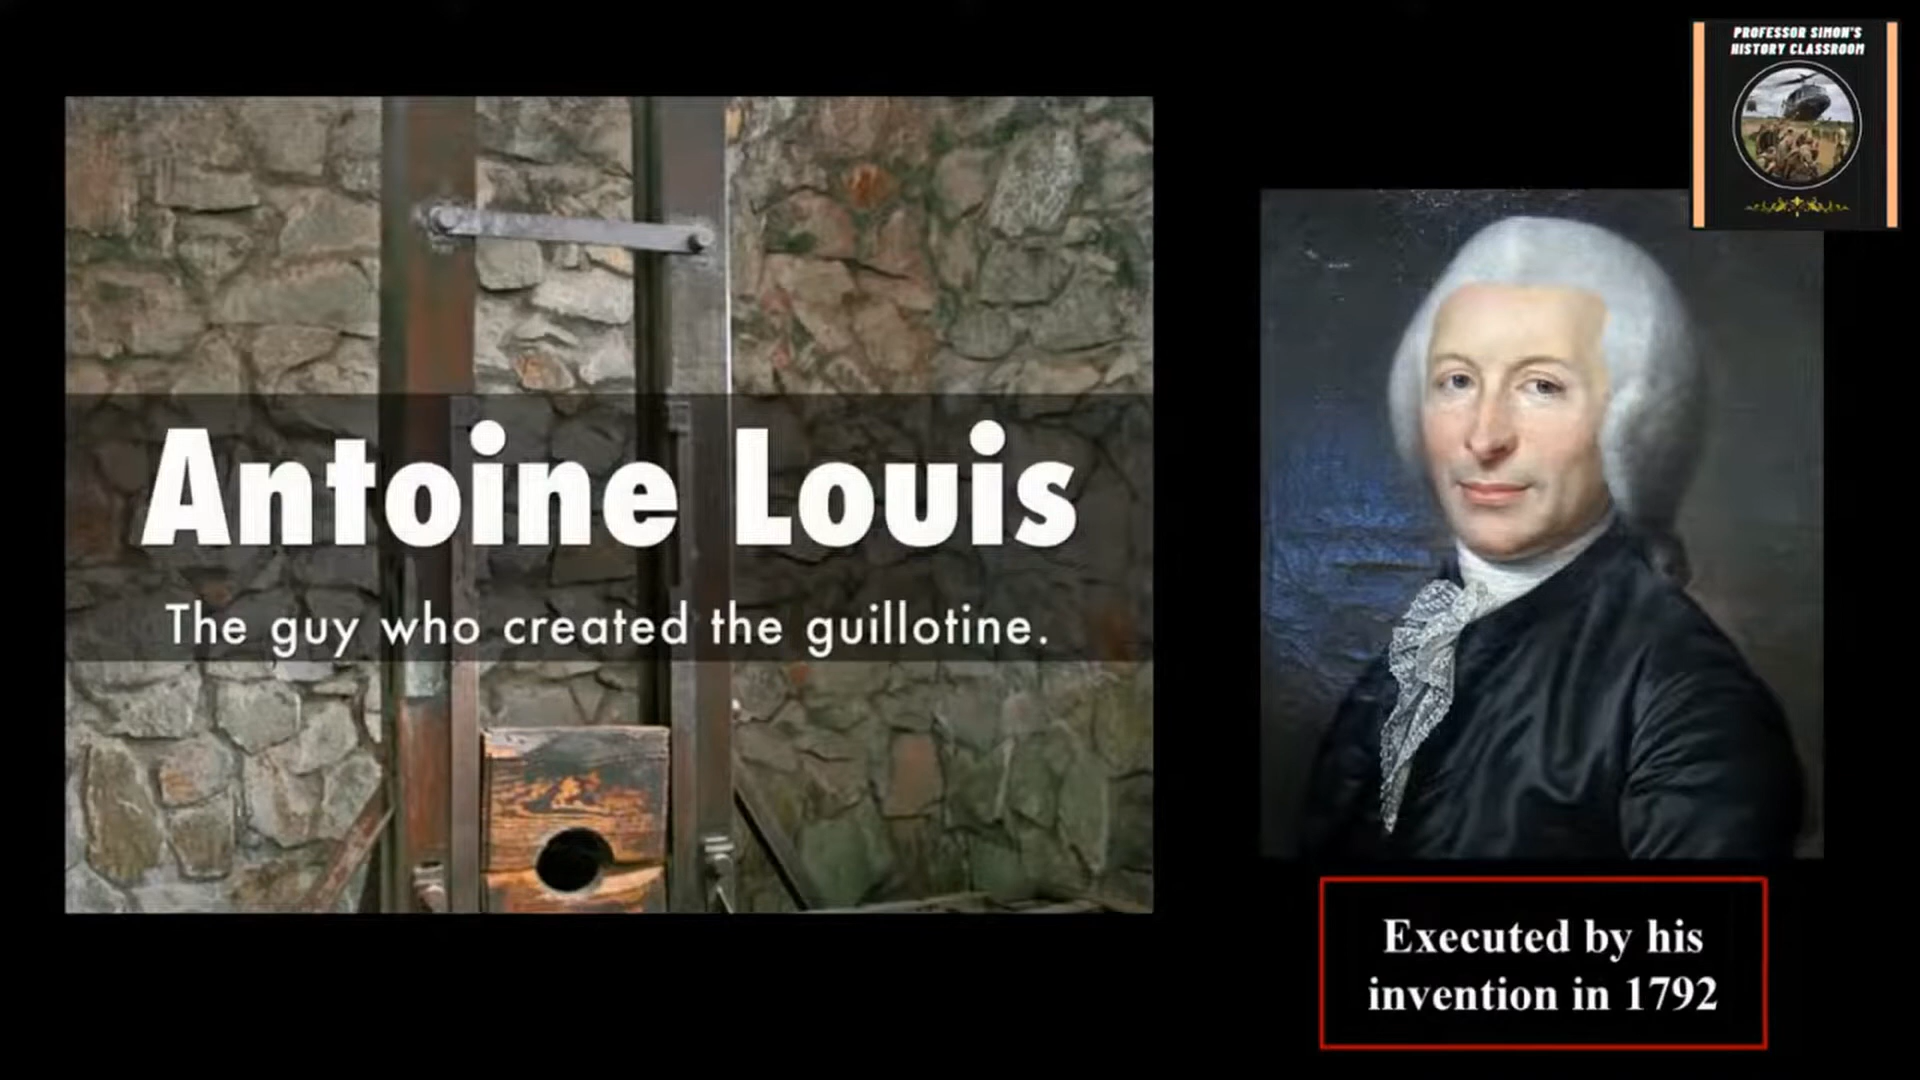 PROFESSOR SIMON'S
HISTORY CLASSROOM
Antoine Louis
The guy who created the guillotine.
Executed by his
invention in 1792